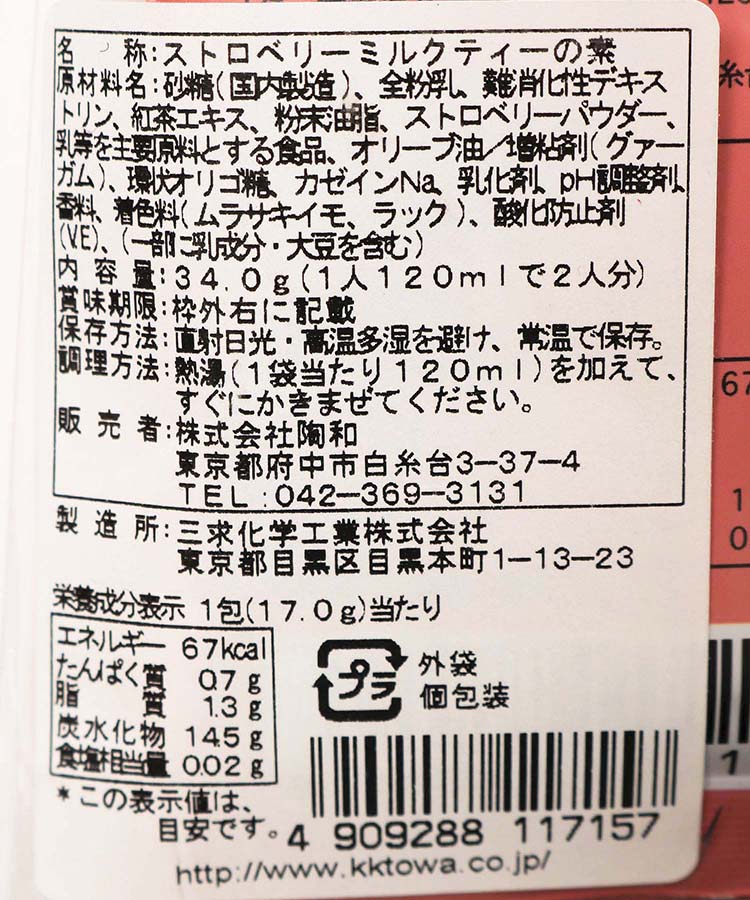 名称:ストロベリーミルクティーの素
原材料名:砂糖(国内製造)、全粉乳、難消化性デキス
トリン、紅茶エキス、粉末油脂、ストロベリーパウダー、
乳等を主要原料とする食品、オリーブ油/増粘剤(グァー
ガム)、環状オリゴ糖、カゼインNa、乳化剤、pH調整剤、
香料、着色料(ムラサキイモ、ラック)、酸化防止剤
(V.E)、(一部に乳成分・大豆を含む)
内容量:34.0g(1人120mlで2人分)
賞味期限:枠外右に記載
保存方法:直射日光・高温多湿を避け、常温で保存。
調理方法:熱湯(1袋当たり120ml)を加えて、
すぐにかきまぜてください。
販売者:株式会社陶和
東京都府中市白糸台3-37-4
TEL:042-369-3131
製造所:三求化学工業株式会社
東京都目黒区目黒本町1-13-23
栄養成分表示 1包(17.0g)当たり
エネルギー 67kcal
たんぱく質 0.7g
脂質 1.3g
炭水化物 14.5g
食塩相当量 0.02g
*この表示値は、
目安です。
プラ
外袋
個包装
4 909288 117157
http://www.kktowa.co.jp/